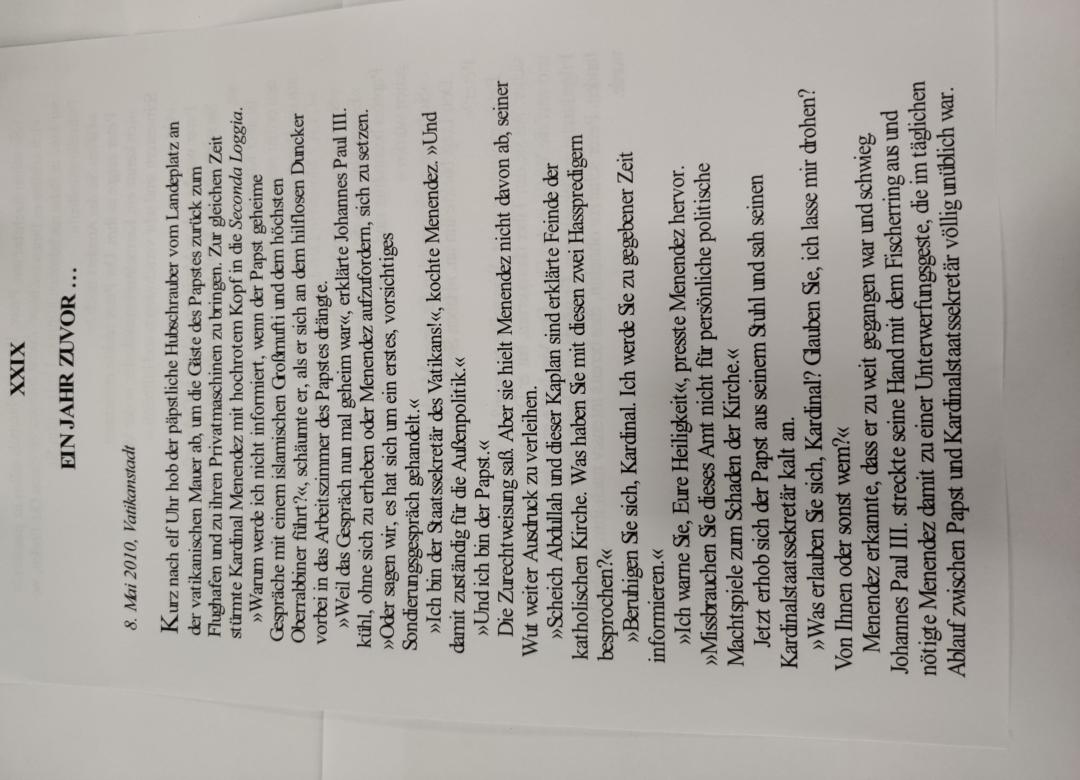 XXIX
EIN JAHR ZUVOR …
8. Mai 2010, Vatikanstadt
Kurz nach elf Uhr hob der päpstliche Hubschrauber vom Landeplatz an
der vatikanischen Mauer ab, um die Gäste des Papstes zurück zum
Flughafen und zu ihren Privatmaschinen zu bringen. Zur gleichen Zeit
stürmte Kardinal Menendez mit hochrotem Kopf in die Seconda Loggia.
»Warum werde ich nicht informiert, wenn der Papst geheime
Gespräche mit einem islamischen Großmufti und dem höchsten
Oberrabbiner führt?«, schäumte er, als er sich an dem hilflosen Duncker
vorbei in das Arbeitszimmer des Papstes drängte.
»Weil das Gespräch nun mal geheim war«, erklärte Johannes Paul III.
kühl, ohne sich zu erheben oder Menendez aufzufordern, sich zu setzen.
»Oder sagen wir, es hat sich um ein erstes, vorsichtiges
Sondierungsgespräch gehandelt.«
»Ich bin der Staatssekretär des Vatikans!«, kochte Menendez. »Und
damit zuständig für die Außenpolitik.«
»Und ich bin der Papst.«
Die Zurechtweisung saß. Aber sie hielt Menendez nicht davon ab, seiner
Wut weiter Ausdruck zu verleihen.
»Scheich Abdullah und dieser Kaplan sind erklärte Feinde der
katholischen Kirche. Was haben Sie mit diesen zwei Hasspredigern
besprochen?«
»Beruhigen Sie sich, Kardinal. Ich werde Sie zu gegebener Zeit
informieren.«
»Ich warne Sie, Eure Heiligkeit«, presste Menendez hervor.
»Missbrauchen Sie dieses Amt nicht für persönliche politische
Machtspiele zum Schaden der Kirche.«
Jetzt erhob sich der Papst aus seinem Stuhl und sah seinen
Kardinalstaatssekretär kalt an.
»Was erlauben Sie sich, Kardinal? Glauben Sie, ich lasse mir drohen?
Von Ihnen oder sonst wem?«
Menendez erkannte, dass er zu weit gegangen war und schwieg
Johannes Paul III. streckte seine Hand mit dem Fischerring aus und
nötigte Menendez damit zu einer Unterwerfungsgeste, die im täglichen
Ablauf zwischen Papst und Kardinalstaatssekretär völlig unüblich war.